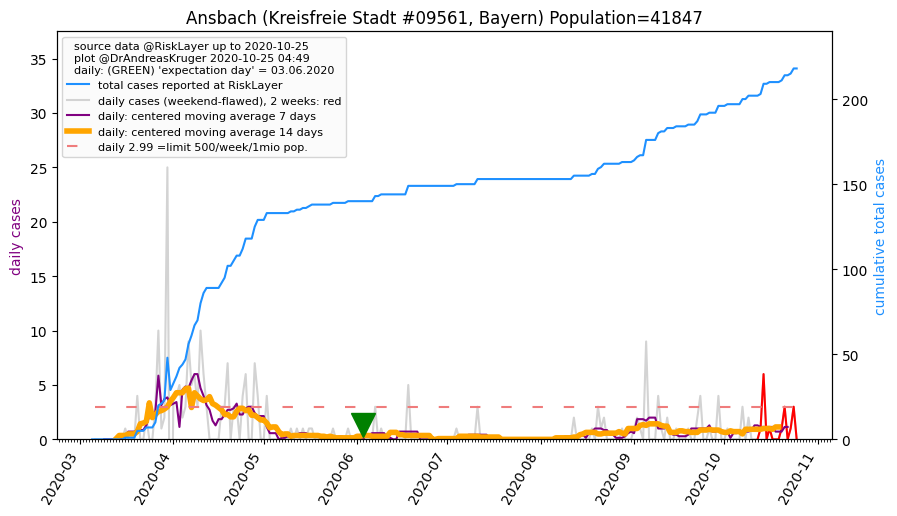 Ansbach (Kreisfreie Stadt #09561, Bayern) Population=41847
source data @RiskLayer up to 2020-10-25
plot @DrAndreasKruger 2020-10-25 04:49
daily: (GREEN) 'expectation day' = 03.06.2020
total cases reported at RiskLayer
daily cases (weekend-flawed), 2 weeks: red
daily: centered moving average 7 days
daily: centered moving average 14 days
daily 2.99 =limit 500/week/1mio pop.
daily cases
35
30
25
20
15
10
5
0
cumulative total cases
200
150
100
50
0
2020-03
2020-04
2020-05
2020-06
2020-07
2020-08
2020-09
2020-10
2020-11